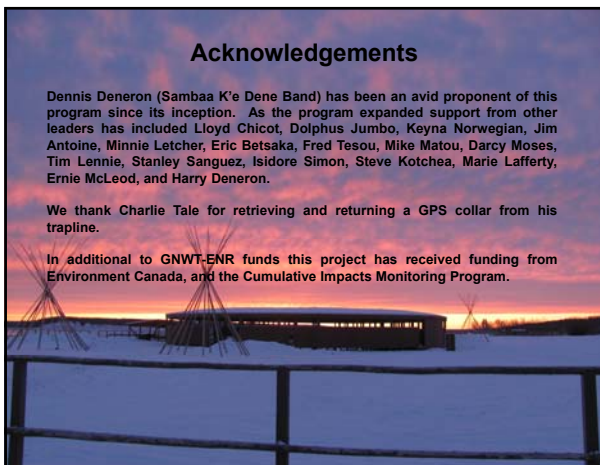 Acknowledgements
Dennis Deneron (Sambaa K'e Dene Band) has been an avid proponent of this
program since its inception. As the program expanded support from other
leaders has included Lloyd Chicot, Dolphus Jumbo, Keyna Norwegian, Jim
Antoine, Minnie Letcher, Eric Betsaka, Fred Tesou, Mike Matou, Darcy Moses,
Tim Lennie, Stanley Sanguez, Isidore Simon, Steve Kotchea, Marie Lafferty,
Ernie McLeod, and Harry Deneron.
We thank Charlie Tale for retrieving and returning a GPS collar from his
trapline.
In additional to GNWT-ENR funds this project has received funding from
Environment Canada, and the Cumulative Impacts Monitoring Program.